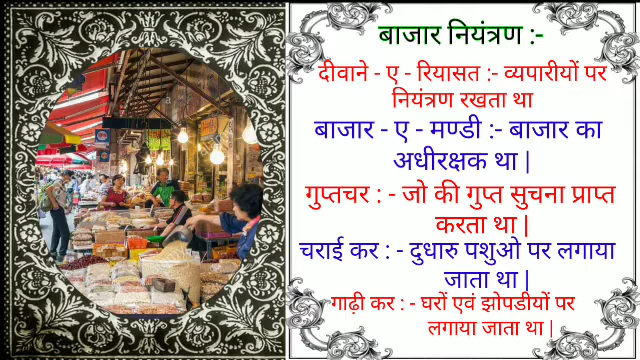 बाजार नियंत्रण :-
दीवाने - ए - रियासत :- व्यपारीयों पर
नियंत्रण रखता था
बाजार - ए - मण्डी :- बाजार का
अधीरक्षक था |
गुप्तचर : - जो की गुप्त सुचना प्राप्त
करता था |
चराई कर : - दुधारु पशुओ पर लगाया
जाता था |
गाढ़ी कर : - घरों एवं झोपडीयों पर
लगाया जाता था |